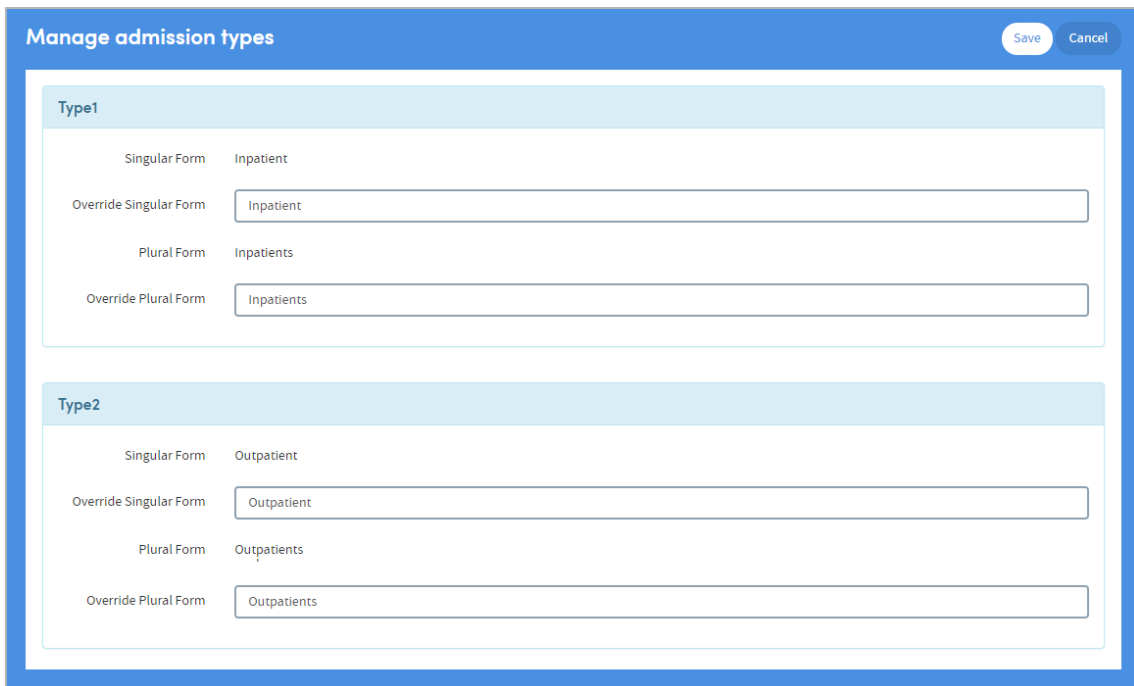 Manage admission types
Save Cancel
Type1
Singular Form Inpatient
Override Singular Form Inpatient
Plural Form Inpatients
Override Plural Form Inpatients
Type2
Singular Form Outpatient
Override Singular Form Outpatient
Plural Form Outpatients
Override Plural Form Outpatients